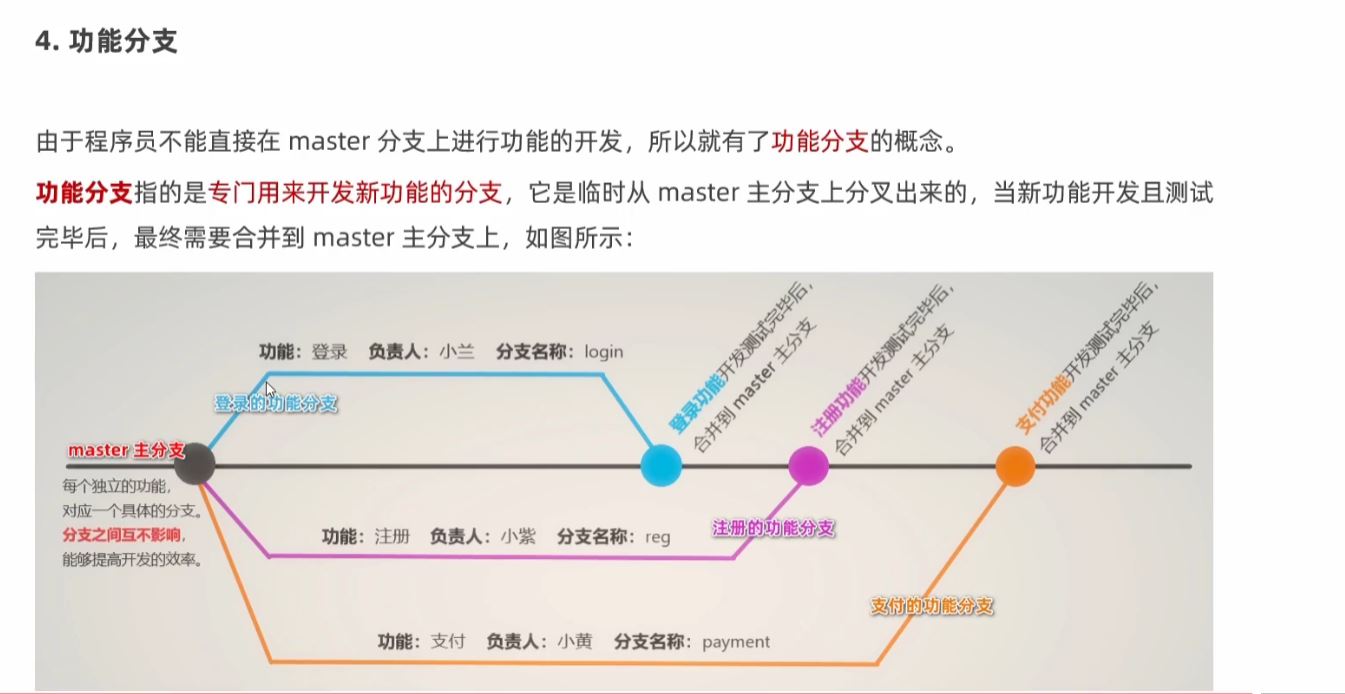 4. 功能分支
由于程序员不能直接在 master 分支上进行功能的开发，所以就有了功能分支的概念。
功能分支指的是专门用来开发新功能的分支，它是临时从 master 主分支上分叉出来的，当新功能开发且测试
完毕后，最终需要合并到 master 主分支上，如图所示：
功能：登录 负责人：小兰 分支名称：login
登录的功能分支
登录功能开发测试完毕后，
合并到 master 主分支
注册功能开发测试完毕后，
合并到 master 主分支
支付功能开发测试完毕后，
合并到 master 主分支
master 主分支
每个独立的功能，
对应一个具体的分支。
分支之间互不影响，
能够提高开发的效率。
功能：注册 负责人：小紫 分支名称：reg
注册的功能分支
支付的功能分支
功能：支付 负责人：小黄 分支名称：payment